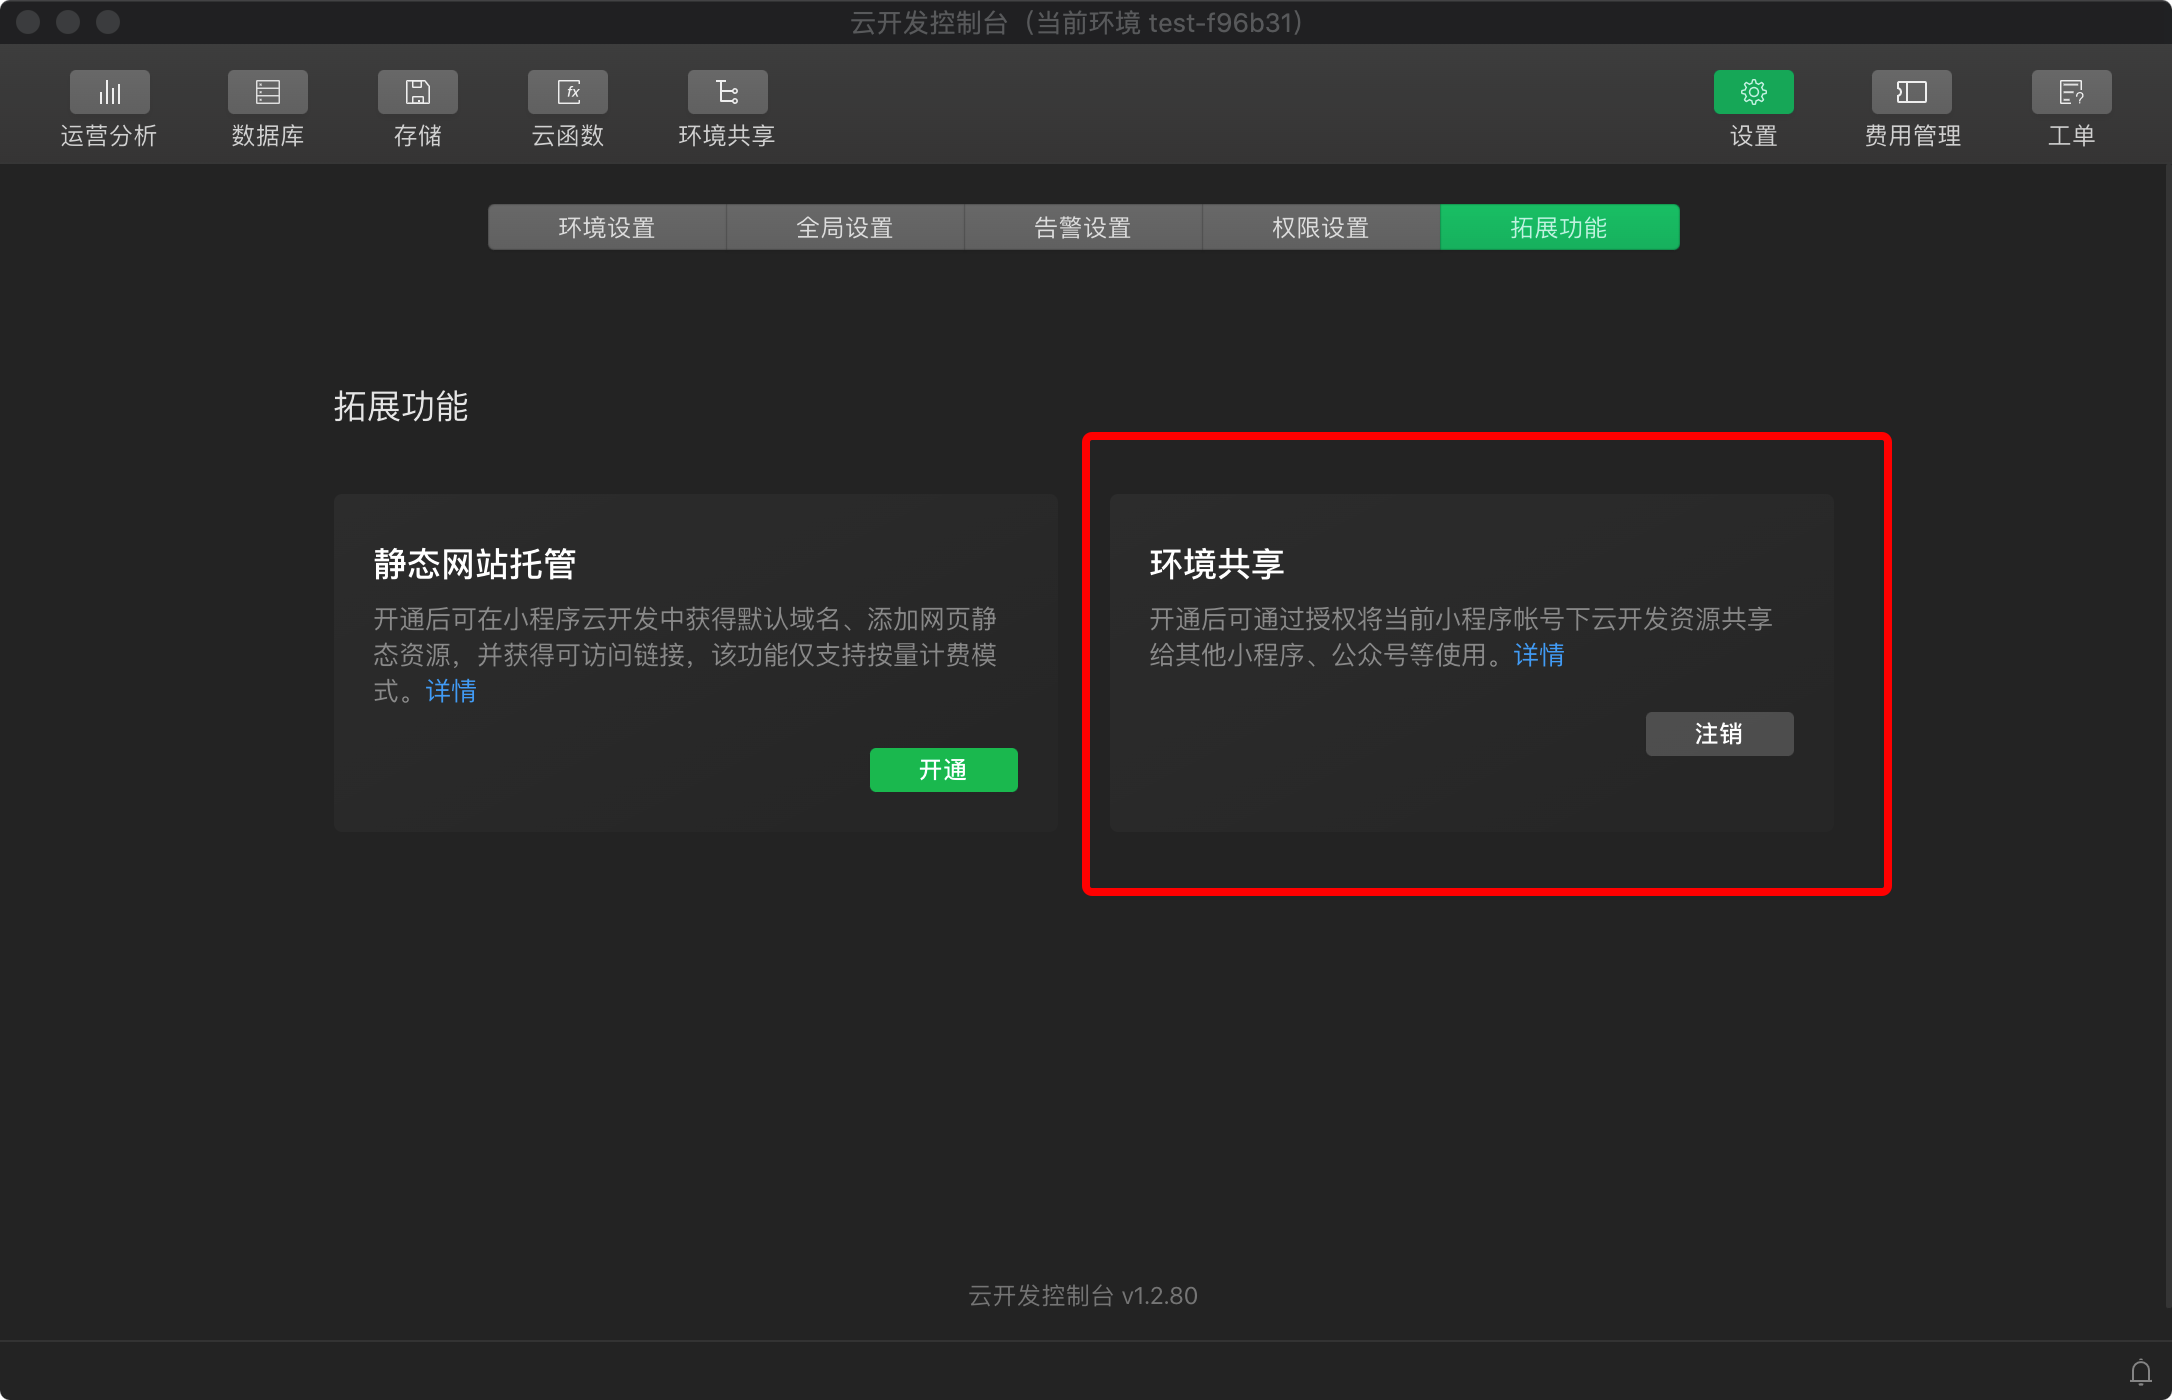 云开发控制台（当前环境 test-f96b31）
运营分析 数据库 存储 云函数 环境共享 设置 费用管理 工单
环境设置 全局设置 告警设置 权限设置 拓展功能
拓展功能
静态网站托管
开通后可在小程序云开发中获得默认域名、添加网页静
态资源，并获得可访问链接，该功能仅支持按量计费模
式。详情
开通
环境共享
开通后可通过授权将当前小程序帐号下云开发资源共享
给其他小程序、公众号等使用。详情
注销
云开发控制台 v1.2.80